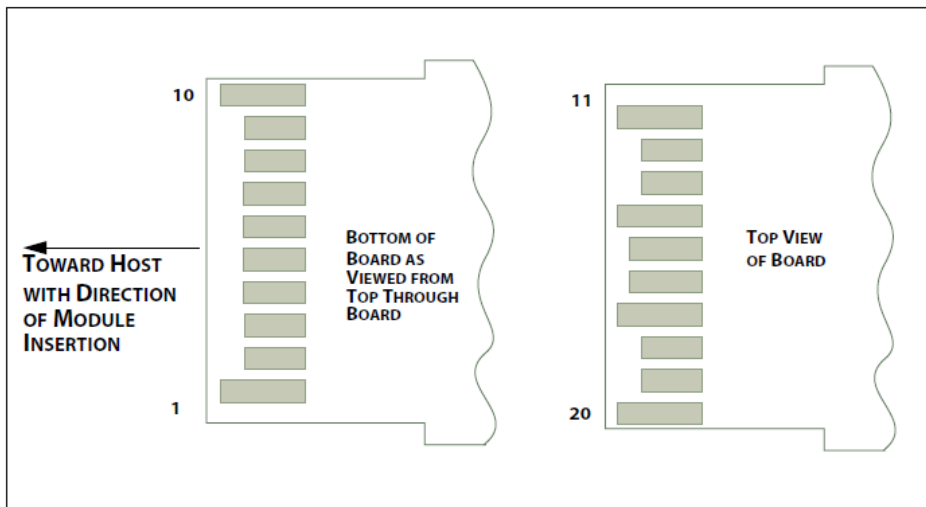 10
1
TOWARD HOST
WITH DIRECTION
OF MODULE
INSERTION
BOTTOM OF
BOARD AS
VIEWED FROM
TOP THROUGH
BOARD
11
20
TOP VIEW
OF BOARD